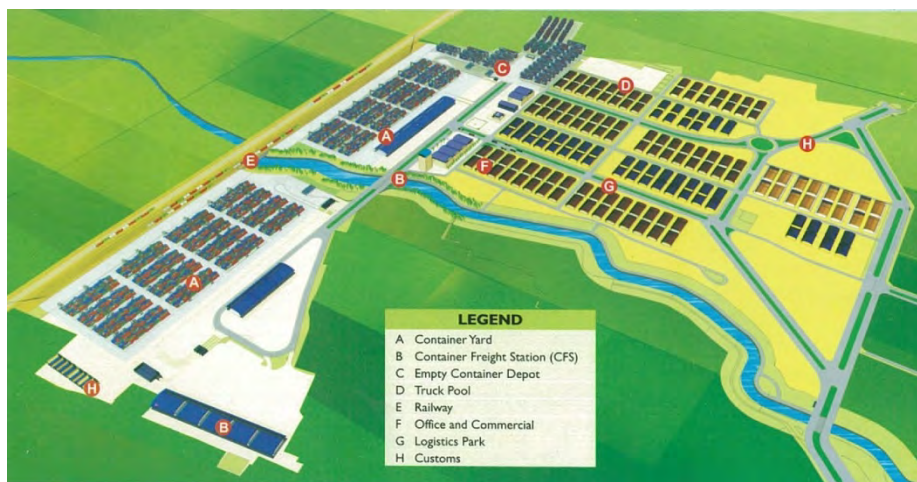 C
D
A
H
E
F
B
G
A
H
B
LEGEND
A Container Yard
B Container Freight Station (CFS)
C Empty Container Depot
D Truck Pool
E Railway
F Office and Commercial
G Logistics Park
H Customs